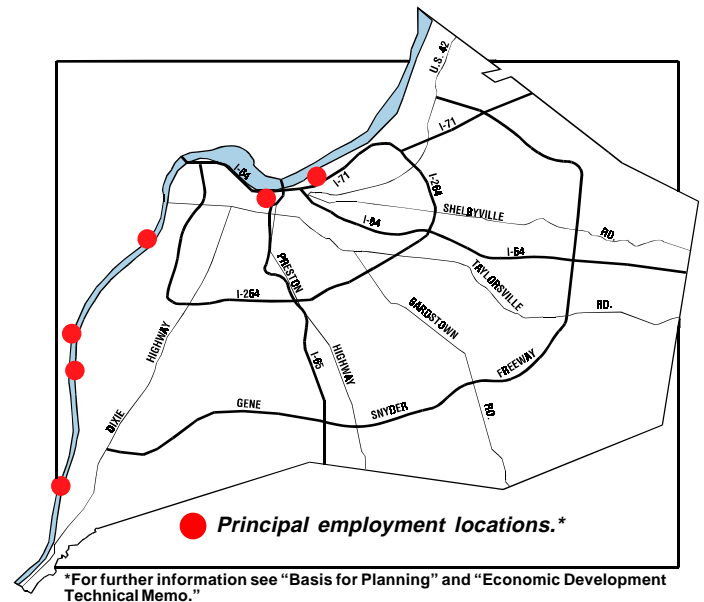 U.S. 42
I-71
I-64
I-71
I-264
SHELBYVILLE
RD.
I-64
I-64
PRESTON
TAYLORSVILLE
RD.
I-264
BARDSTOWN
HIGHWAY
I-65
HIGHWAY
FREEWAY
GENE
SNYDER
RD.
DIXIE
Principal employment locations.*
*For further information see “Basis for Planning” and “Economic Development
Technical Memo.”